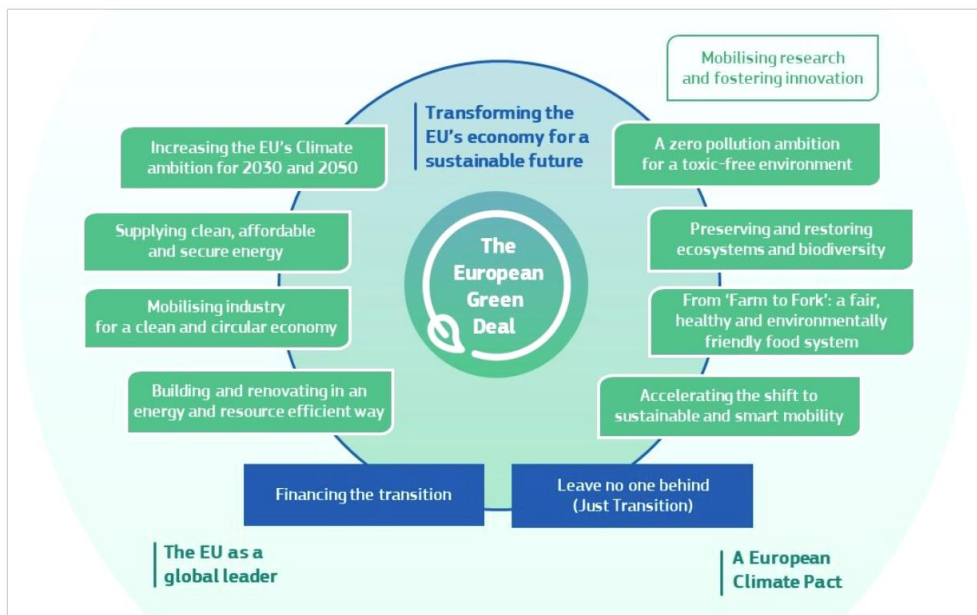 Mobilising research
and fostering innovation
Transforming the
EU's economy for a
sustainable future
Increasing the EU's Climate
ambition for 2030 and 2050
A zero pollution ambition
for a toxic-free environment
Supplying clean, affordable
and secure energy
Preserving and restoring
ecosystems and biodiversity
The
European
Green
Deal
Mobilising industry
for a clean and circular economy
From ‘Farm to Fork’: a fair,
healthy and environmentally
friendly food system
Building and renovating in an
energy and resource efficient way
Accelerating the shift to
sustainable and smart mobility
Financing the transition
Leave no one behind
(Just Transition)
The EU as a
global leader
A European
Climate Pact